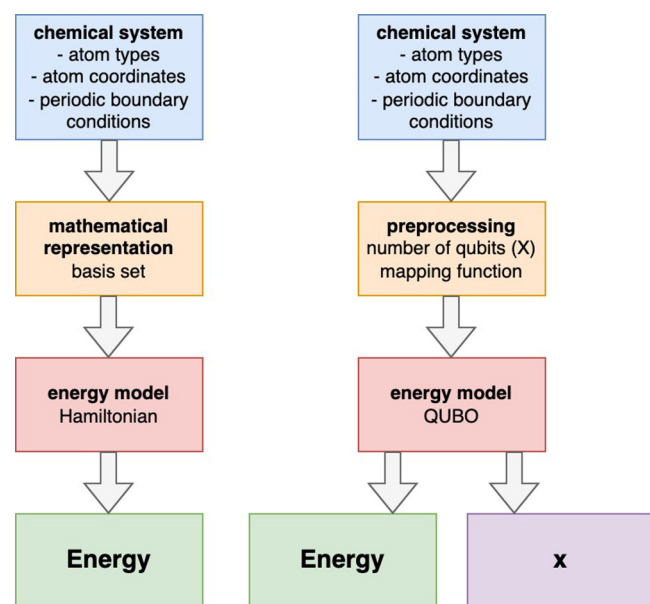 chemical system
- atom types
- atom coordinates
- periodic boundary
conditions
mathematical
representation
basis set
energy model
Hamiltonian
Energy
chemical system
- atom types
- atom coordinates
- periodic boundary
conditions
preprocessing
number of qubits (X)
mapping function
energy model
QUBO
Energy
x